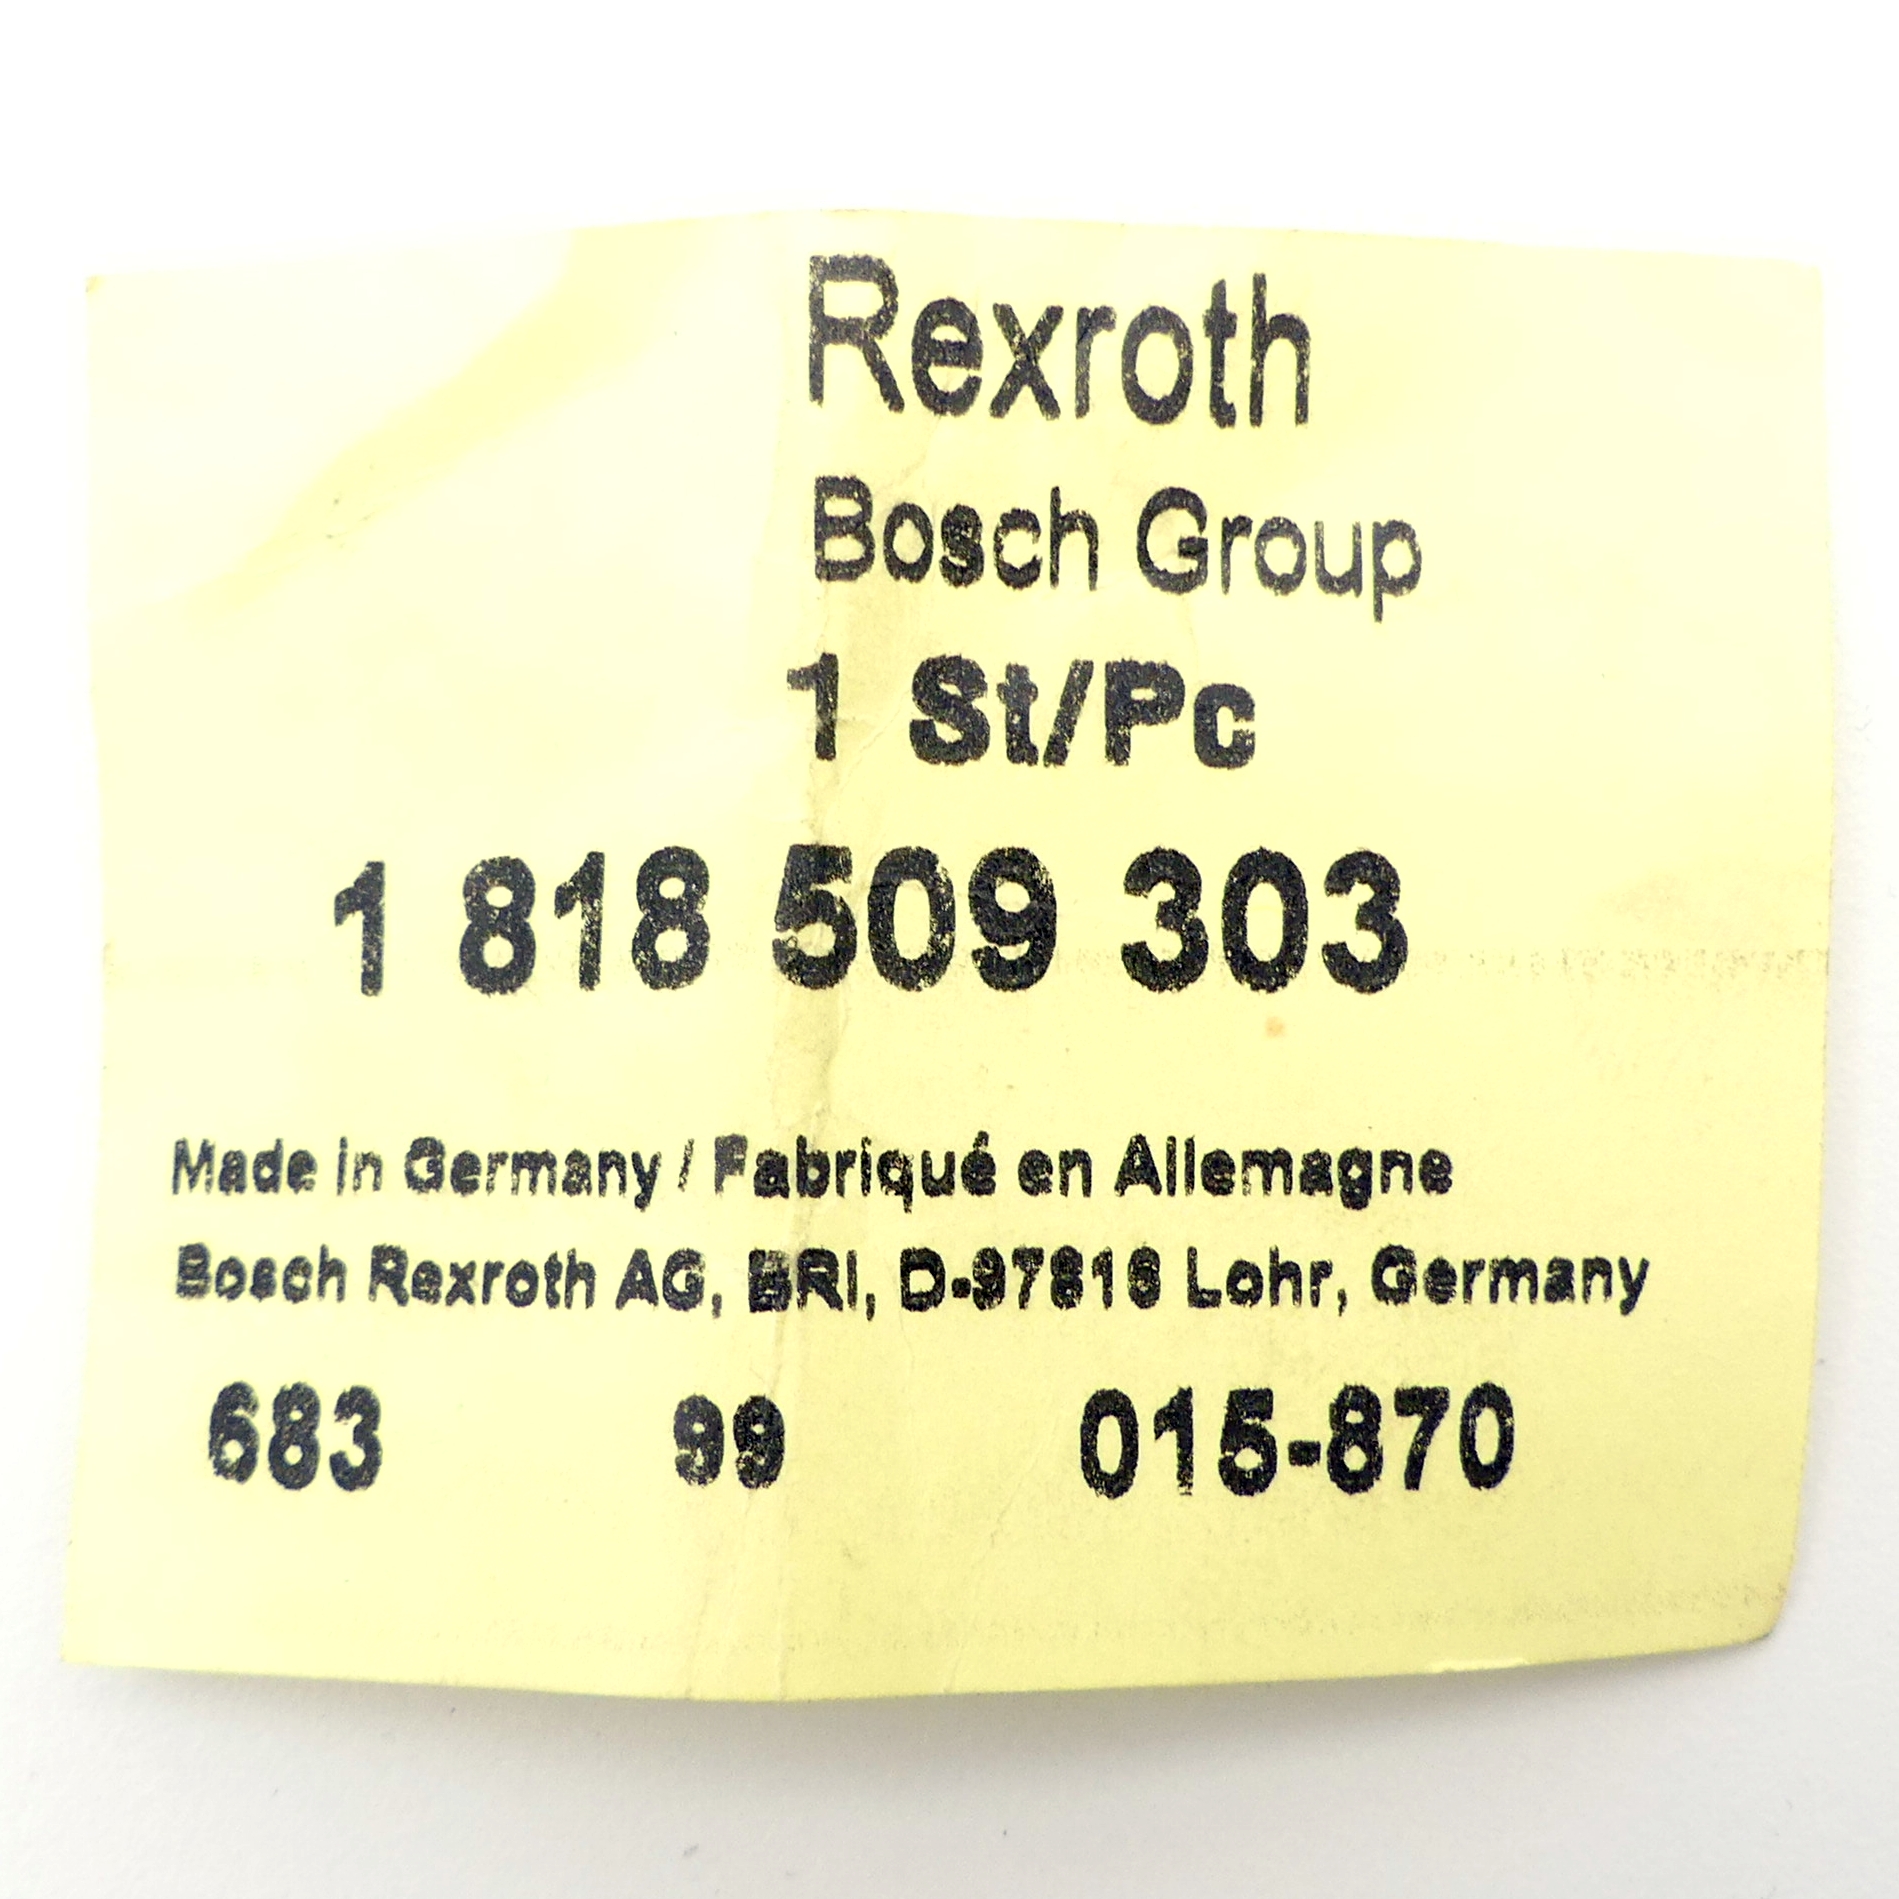 Rexroth
Bosch Group
1 St/Pc
1 818 509 303
Made in Germany / Fabriqué en Allemagne
Bosch Rexroth AG, BRI, D-97816 Lohr, Germany
683 99 015-870